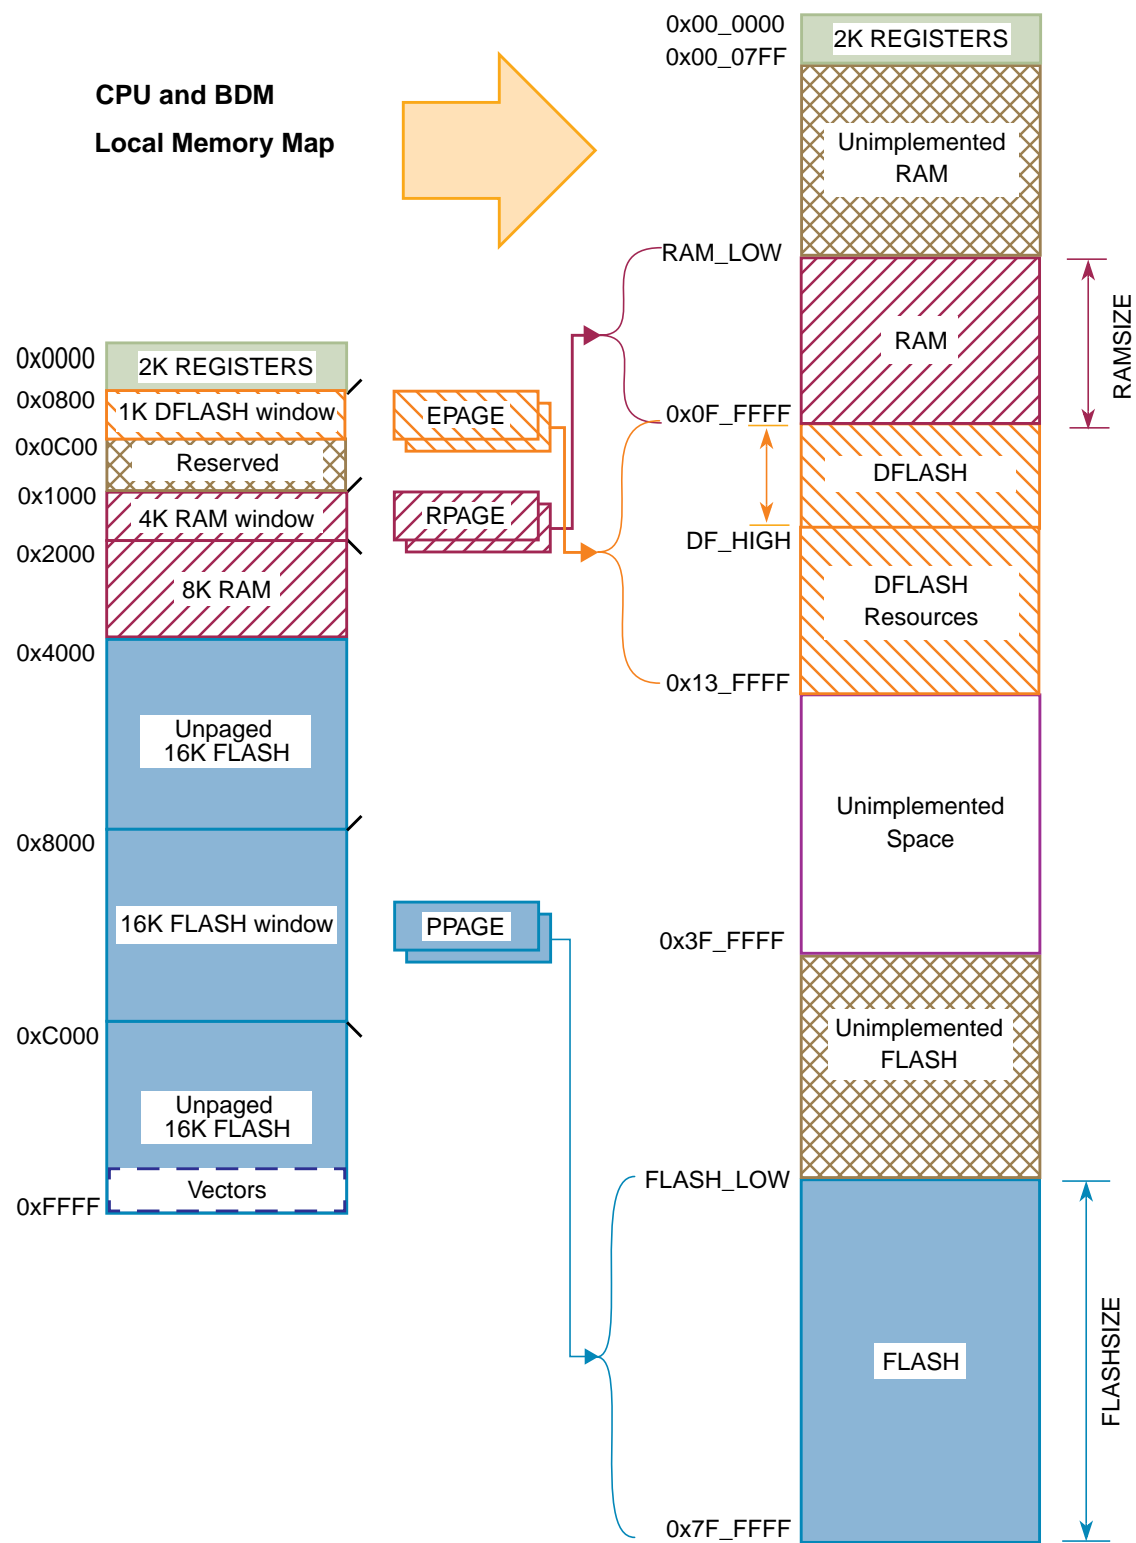 CPU and BDM
Local Memory Map
0x0000
2K REGISTERS
0x0800
1K DFLASH window
0x0C00
Reserved
0x1000
4K RAM window
0x2000
8K RAM
0x4000
Unpaged
16K FLASH
0x8000
16K FLASH window
0xC000
Unpaged
16K FLASH
Vectors
0xFFFF
EPAGE
RPAGE
PPAGE
0x00_0000
2K REGISTERS
0x00_07FF
Unimplemented
RAM
RAM_LOW
RAM
RAMSIZE
0x0F_FFFF
DFLASH
DF_HIGH
DFLASH
Resources
0x13_FFFF
Unimplemented
Space
0x3F_FFFF
Unimplemented
FLASH
FLASH_LOW
FLASH
FLASHSIZE
0x7F_FFFF